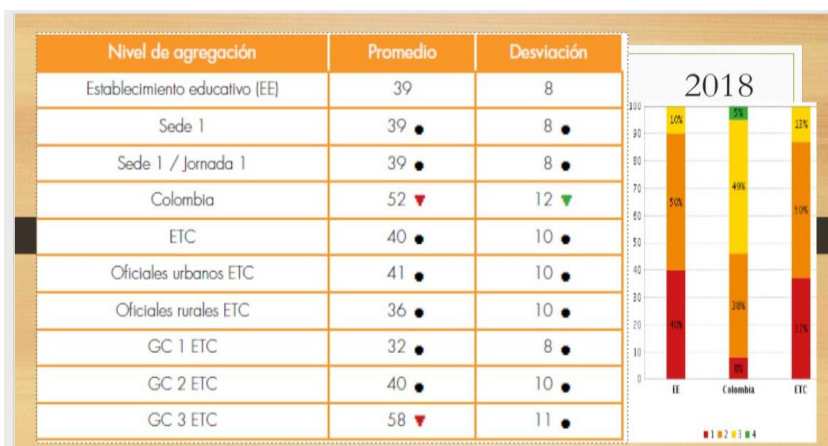 Nivel de agregación Promedio Desviación
Establecimiento educativo (EE) 39 8
Sede 1 39 8
Sede 1 / Jornada 1 39 8
Colombia 52 12
ETC 40 10
Oficiales urbanos ETC 41 10
Oficiales rurales ETC 36 10
GC 1 ETC 32 8
GC 2 ETC 40 10
GC 3 ETC 58 11
2018
100
90
80
70
60
50
40
30
20
10
0
10% 5% 13%
50% 49% 50%
40% 38% 37%
8%
EE Colombia ETC
1 2 3 4